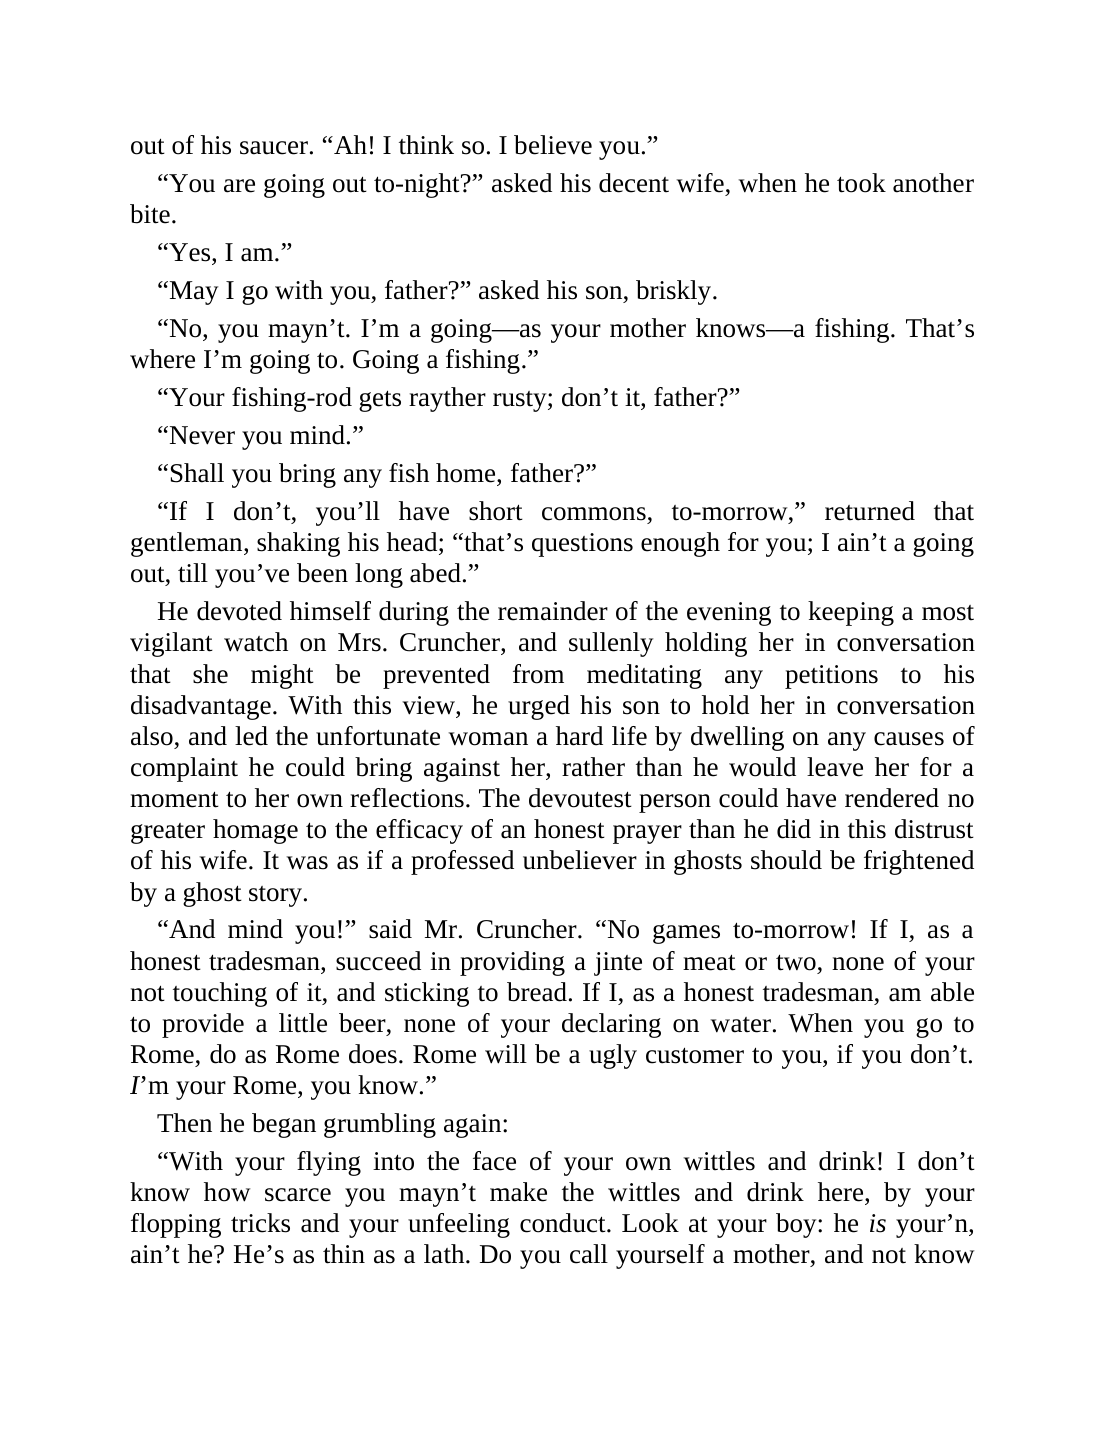 out of his saucer. “Ah! I think so. I believe you.”
“You are going out to-night?” asked his decent wife, when he took another
bite.
“Yes, I am.”
“May I go with you, father?” asked his son, briskly.
“No, you mayn’t. I’m a going—as your mother knows—a fishing. That’s
where I’m going to. Going a fishing.”
“Your fishing-rod gets rayther rusty; don’t it, father?”
“Never you mind.”
“Shall you bring any fish home, father?”
“If I don’t, you’ll have short commons, to-morrow,” returned that
gentleman, shaking his head; “that’s questions enough for you; I ain’t a going
out, till you’ve been long abed.”
He devoted himself during the remainder of the evening to keeping a most
vigilant watch on Mrs. Cruncher, and sullenly holding her in conversation
that she might be prevented from meditating any petitions to his
disadvantage. With this view, he urged his son to hold her in conversation
also, and led the unfortunate woman a hard life by dwelling on any causes of
complaint he could bring against her, rather than he would leave her for a
moment to her own reflections. The devoutest person could have rendered no
greater homage to the efficacy of an honest prayer than he did in this distrust
of his wife. It was as if a professed unbeliever in ghosts should be frightened
by a ghost story.
“And mind you!” said Mr. Cruncher. “No games to-morrow! If I, as a
honest tradesman, succeed in providing a jinte of meat or two, none of your
not touching of it, and sticking to bread. If I, as a honest tradesman, am able
to provide a little beer, none of your declaring on water. When you go to
Rome, do as Rome does. Rome will be a ugly customer to you, if you don’t.
I’m your Rome, you know.”
Then he began grumbling again:
“With your flying into the face of your own wittles and drink! I don’t
know how scarce you mayn’t make the wittles and drink here, by your
flopping tricks and your unfeeling conduct. Look at your boy: he is your’n,
ain’t he? He’s as thin as a lath. Do you call yourself a mother, and not know